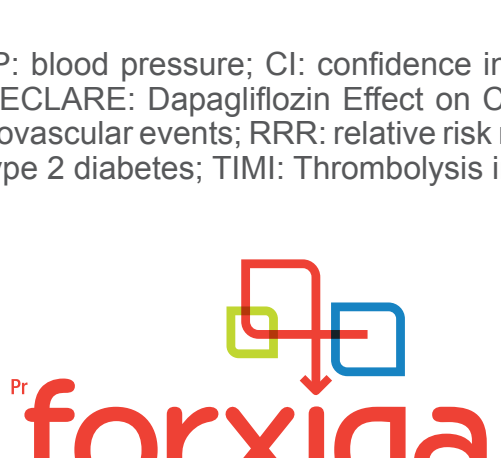 P: blood pressure; CI: confidence in
ECLARE: Dapagliflozin Effect on C
ovascular events; RRR: relative risk
ype 2 diabetes; TIMI: Thrombolysis i
Pr
forxiga